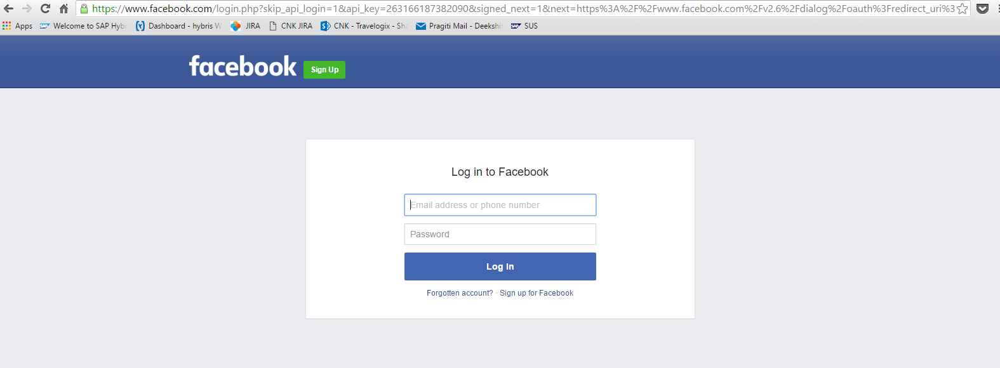 https://www.facebook.com/login.php?skip_api_login=1&api_key=263166187382090&signed_next=1&next=https%3A%2F%2Fwww.facebook.com%2Fv2.6%2Fdialog%2Foauth%3Fredirect_uri%3
Apps Welcome to SAP Hybr Dashboard - hybris W JIRA CNK JIRA CNK - Travelogix - Sha Pragiti Mail - Deekshit SUS
facebook Sign Up
Log in to Facebook
Email address or phone number
Password
Log In
Forgotten account? · Sign up for Facebook